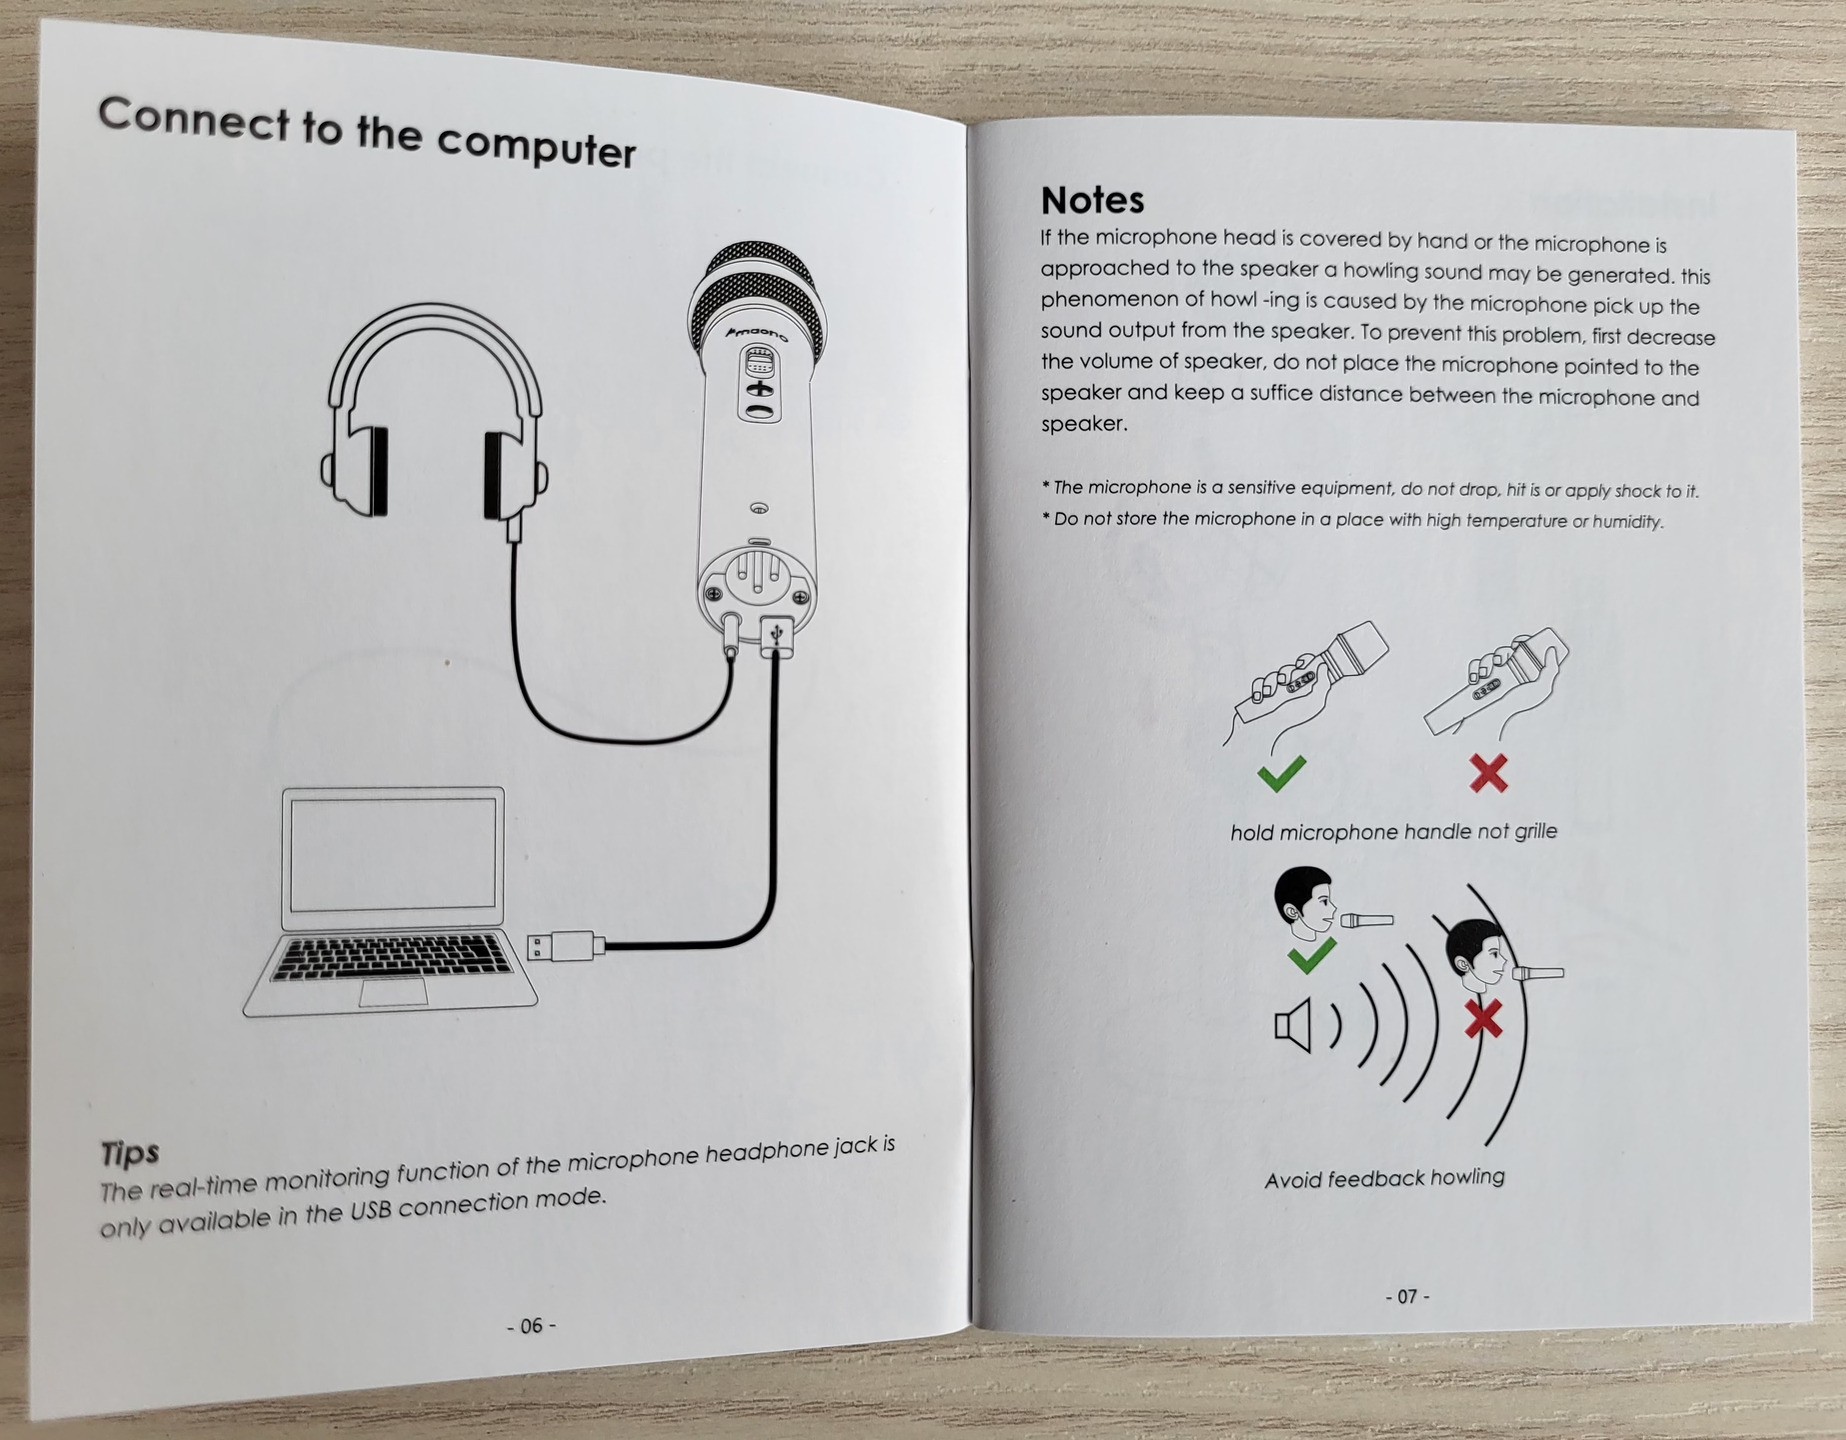 Connect to the computer
maono
Tips
The real-time monitoring function of the microphone headphone jack is
only available in the USB connection mode.
- 06 -
Notes
If the microphone head is covered by hand or the microphone is
approached to the speaker a howling sound may be generated. this
phenomenon of howl -ing is caused by the microphone pick up the
sound output from the speaker. To prevent this problem, first decrease
the volume of speaker, do not place the microphone pointed to the
speaker and keep a suffice distance between the microphone and
speaker.
* The microphone is a sensitive equipment, do not drop, hit is or apply shock to it.
* Do not store the microphone in a place with high temperature or humidity.
hold microphone handle not grille
Avoid feedback howling
- 07 -